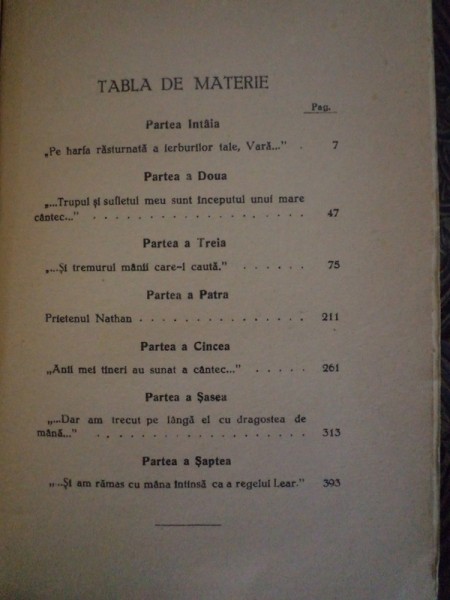 TABLA DE MATERIE
Pag.
Partea Intâia
„Pe harfa răsturnată a ierburilor tale, Vară...” . 7
Partea a Doua
„...Trupul și sufletul meu sunt începutul unui mare
cântec...” . . . . . . . . . . . . . . . . 47
Partea a Treia
„...Și tremurul mânii care-l caută.” . . . . . . 75
Partea a Patra
Prietenul Nathan . . . . . . . . . . . . . 211
Partea a Cincea
„Anii mei tineri au sunat a cântec...” . . . . . 261
Partea a Șasea
„...Dar am trecut pe lângă el cu dragostea de
mână...” . . . . . . . . . . . . . . . . 313
Partea a Șaptea
„...Și am rămas cu mâna întinsă ca a regelui Lear.” 393